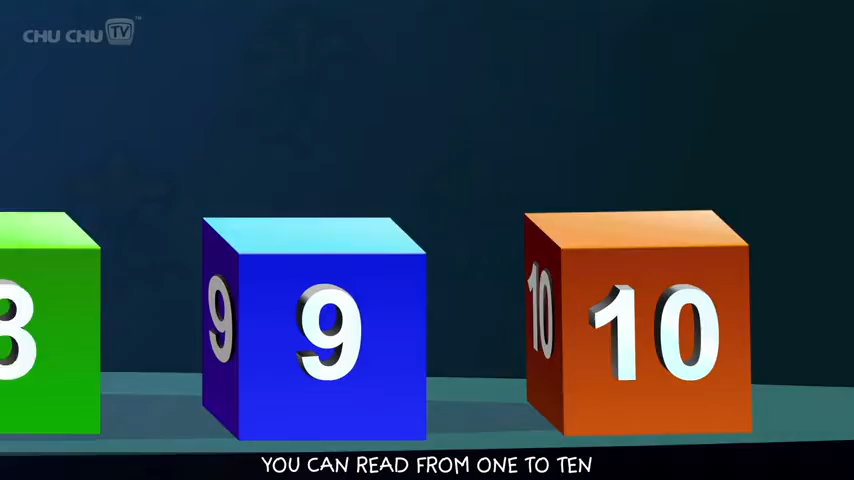 CHU CHU TV
8
9 9
10 10
YOU CAN READ FROM ONE TO TEN